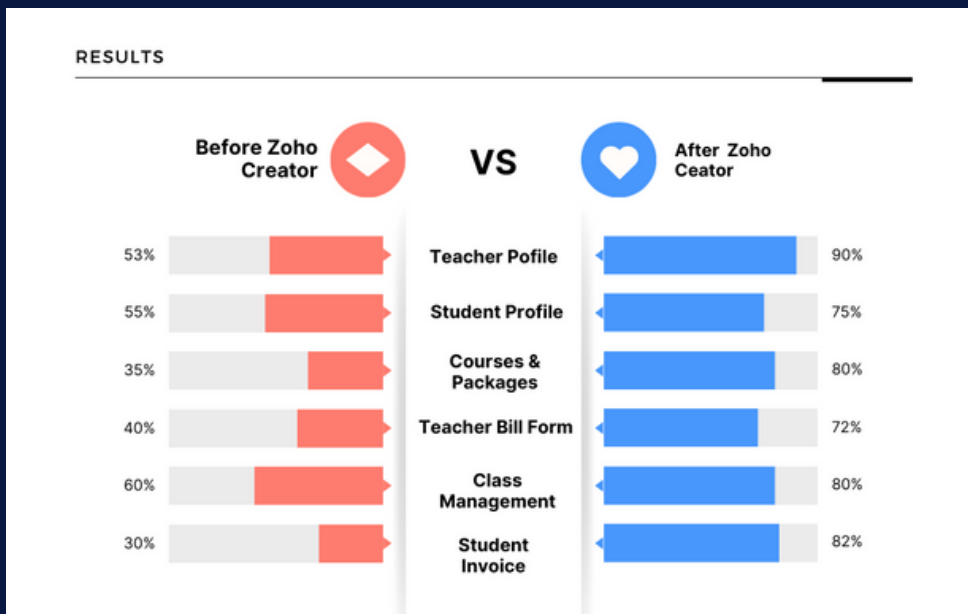 RESULTS
Before Zoho
Creator
VS
After Zoho
Ceator
53%
Teacher Pofile
90%
55%
Student Profile
75%
35%
Courses &
Packages
80%
40%
Teacher Bill Form
72%
60%
Class
Management
80%
30%
Student
Invoice
82%